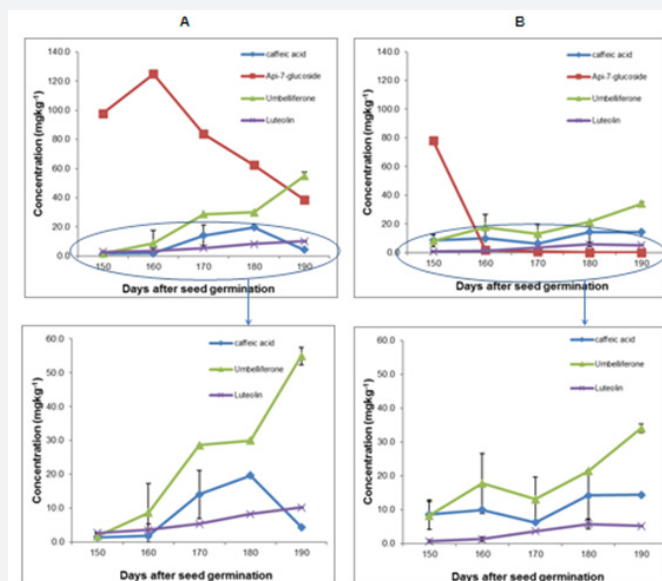 A
B
140.0
120.0
100.0
80.0
60.0
40.0
20.0
0.0
Concentration (mgkg⁻¹)
caffeic acid
Api-7-glucoside
Umbelliferone
Luteolin
150 160 170 180 190
Days after seed germination
140.0
120.0
100.0
80.0
60.0
40.0
20.0
0.0
Concentration (mgkg⁻¹)
caffeic acid
Api-7-glucoside
Umbelliferone
Luteolin
150 160 170 180 190
Days after seed germination
60.0
50.0
40.0
30.0
20.0
10.0
0.0
Concentration (mgkg⁻¹)
caffeic acid
Umbelliferone
Luteolin
150 160 170 180 190
Days after seed germination
60.0
50.0
40.0
30.0
20.0
10.0
0.0
Concentration (mgkg⁻¹)
caffeic acid
Umbelliferone
Luteolin
150 160 170 180 190
Days after seed germination